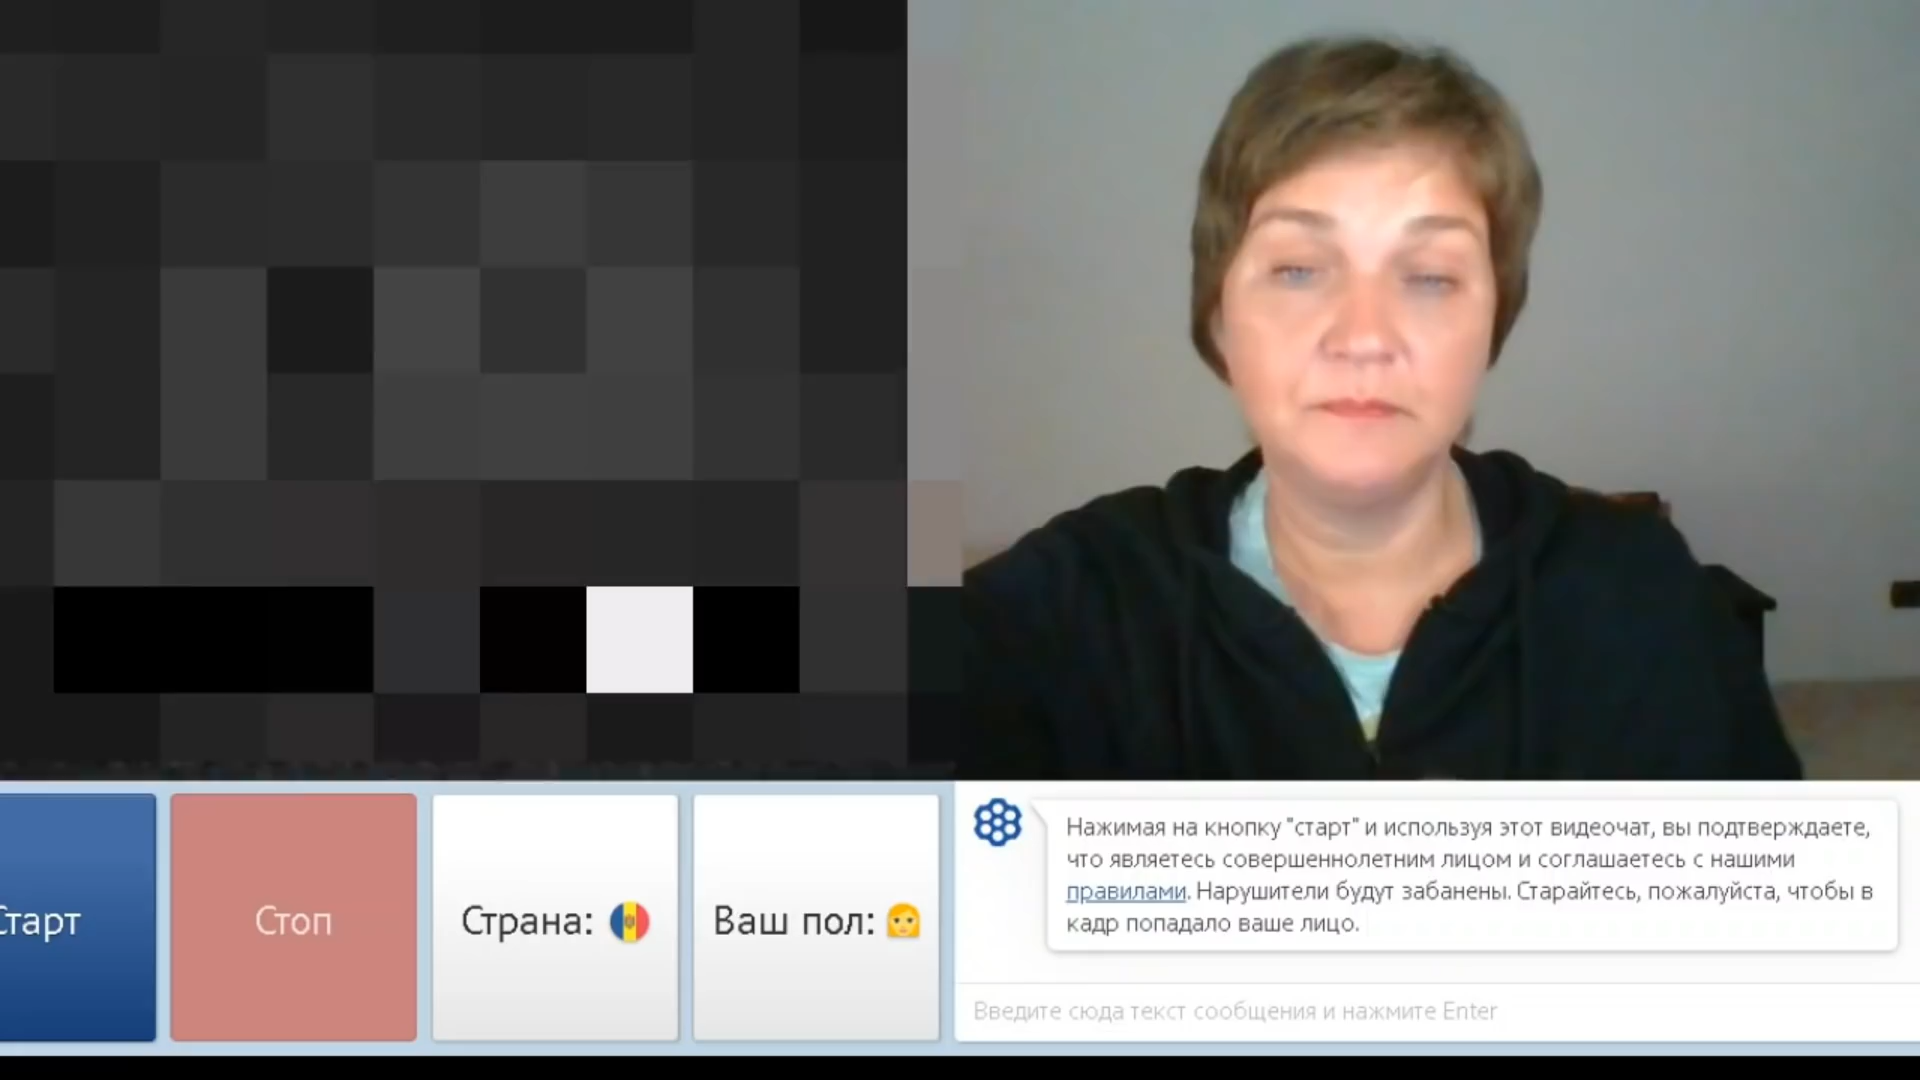 Старт
Стоп
Страна:
Ваш пол:
Нажимая на кнопку "старт" и используя этот видеочат, вы подтверждаете,
что являетесь совершеннолетним лицом и соглашаетесь с нашими
правилами. Нарушители будут забанены. Старайтесь, пожалуйста, чтобы в
кадр попадало ваше лицо.
Введите сюда текст сообщения и нажмите Enter